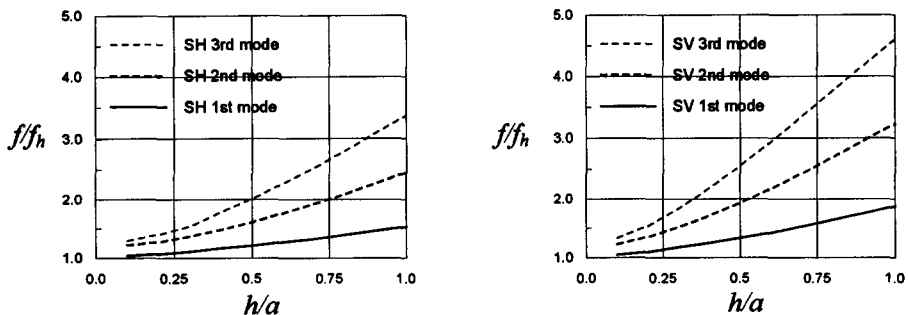 5.0
SH 3rd mode
4.0
SH 2nd mode
SH 1st mode
f/fh
3.0
2.0
1.0
0.0
0.25
0.5
0.75
1.0
h/a
5.0
SV 3rd mode
4.0
SV 2nd mode
SV 1st mode
f/fh
3.0
2.0
1.0
0.0
0.25
0.5
0.75
1.0
h/a